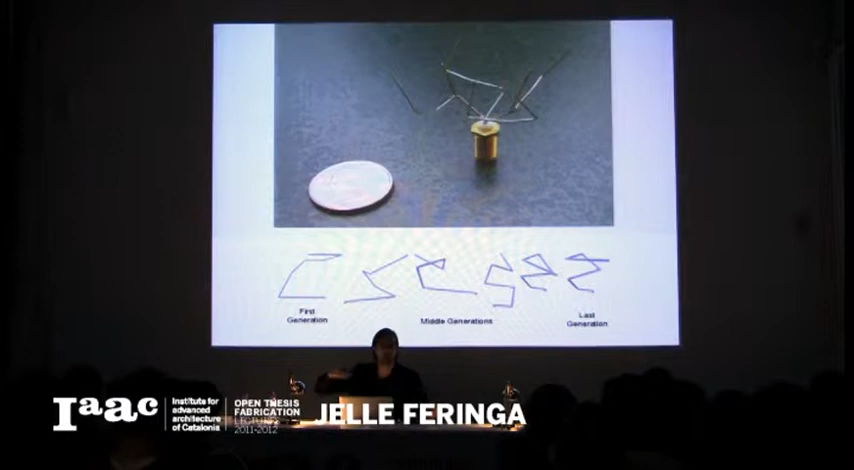 First
Generation
Middle Generations
Last
Generation
Iaac
Institute for
advanced
architecture
of Catalonia
OPEN THESIS
FABRICATION
LECTURES
2011-2012
JELLE FERINGA